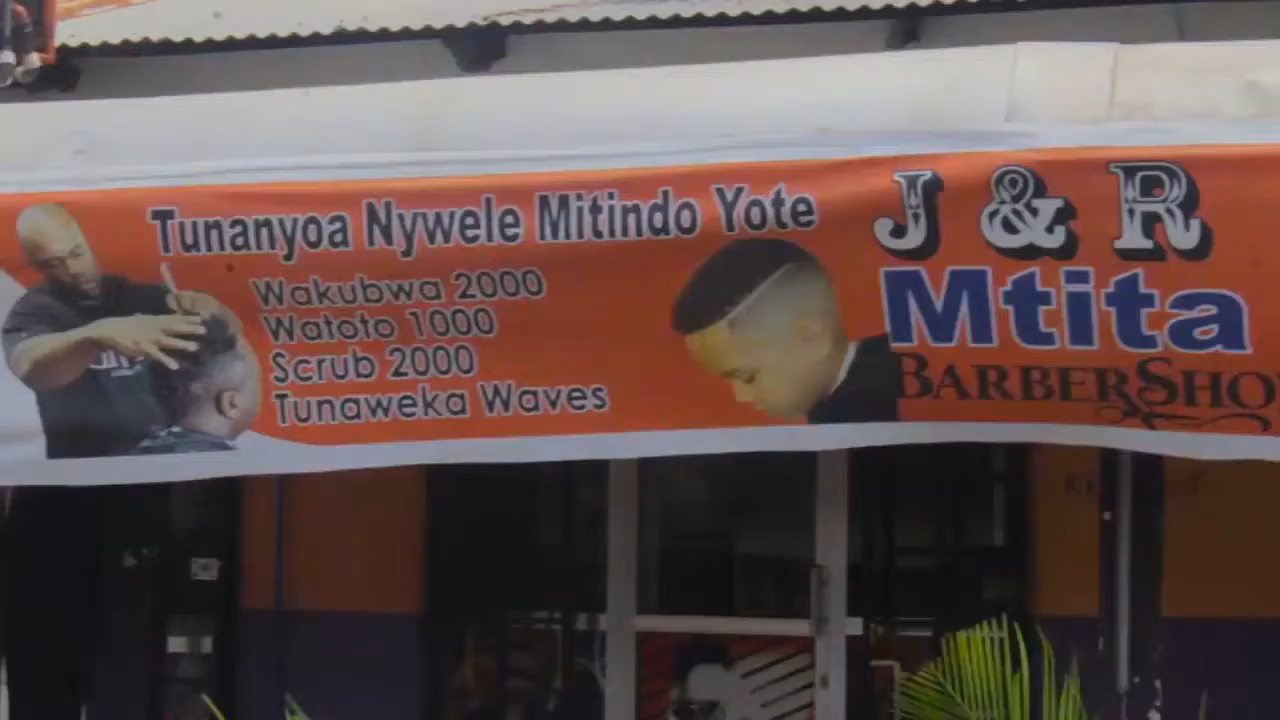 Tunanyoa Nywele Mitindo Yote
Wakubwa 2000
Watoto 1000
Scrub 2000
Tunaweka Waves
J & R
Mtita
BARBERSHO